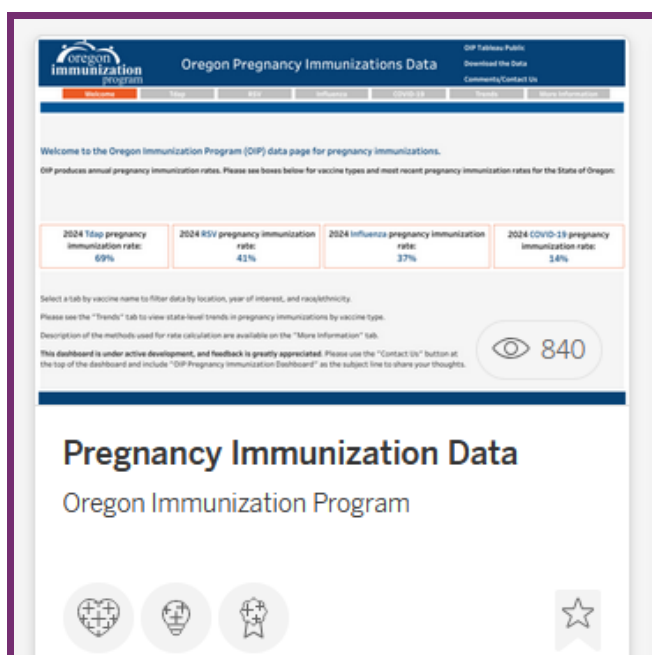 oregon
immunization
program
Oregon Pregnancy Immunizations Data
OIP Tableau Public
Download the Data
Comments/Contact Us
Welcome Tdap RSV Influenza COVID-19 Trends More Information
Welcome to the Oregon Immunization Program (OIP) data page for pregnancy immunizations.
OIP produces annual pregnancy immunization rates. Please see boxes below for vaccine types and most recent pregnancy immunization rates for the State of Oregon:
2024 Tdap pregnancy
immunization rate:
69%
2024 RSV pregnancy immunization
rate:
41%
2024 Influenza pregnancy immunization
rate:
37%
2024 COVID-19 pregnancy
immunization rate:
14%
Select a tab by vaccine name to filter data by location, year of interest, and race/ethnicity.
Please see the "Trends" tab to view state-level trends in pregnancy immunizations by vaccine type.
Description of the methods used for rate calculation are available on the "More Information" tab.
This dashboard is under active development, and feedback is greatly appreciated. Please use the "Contact Us" button at
the top of the dashboard and include "OIP Pregnancy Immunization Dashboard" as the subject line to share your thoughts.
840
Pregnancy Immunization Data
Oregon Immunization Program